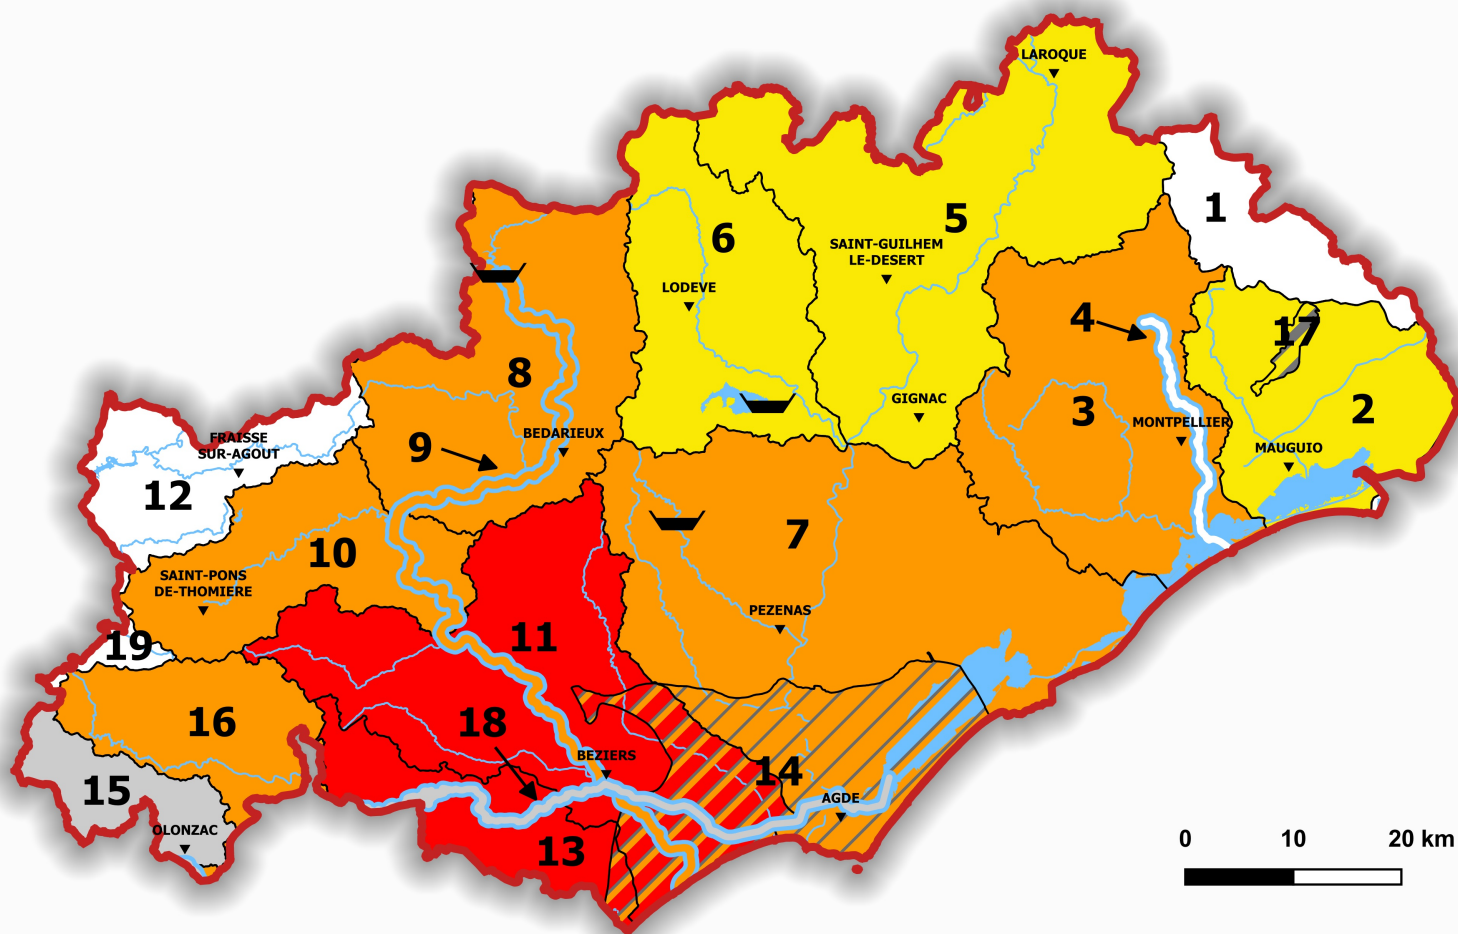 LAROQUE
1
5
6
SAINT-GUILHEM
LE-DESERT
LODEVE
4
17
8
GIGNAC
3
2
MONTPELLIER
BEDARIEUX
9
FRAISSE
SUR-AGOUT
MAUGUIO
12
7
10
SAINT-PONS
DE-THOMIERE
PEZENAS
11
19
16
18
BEZIERS
14
15
AGDE
OLONZAC
13
0 10 20 km